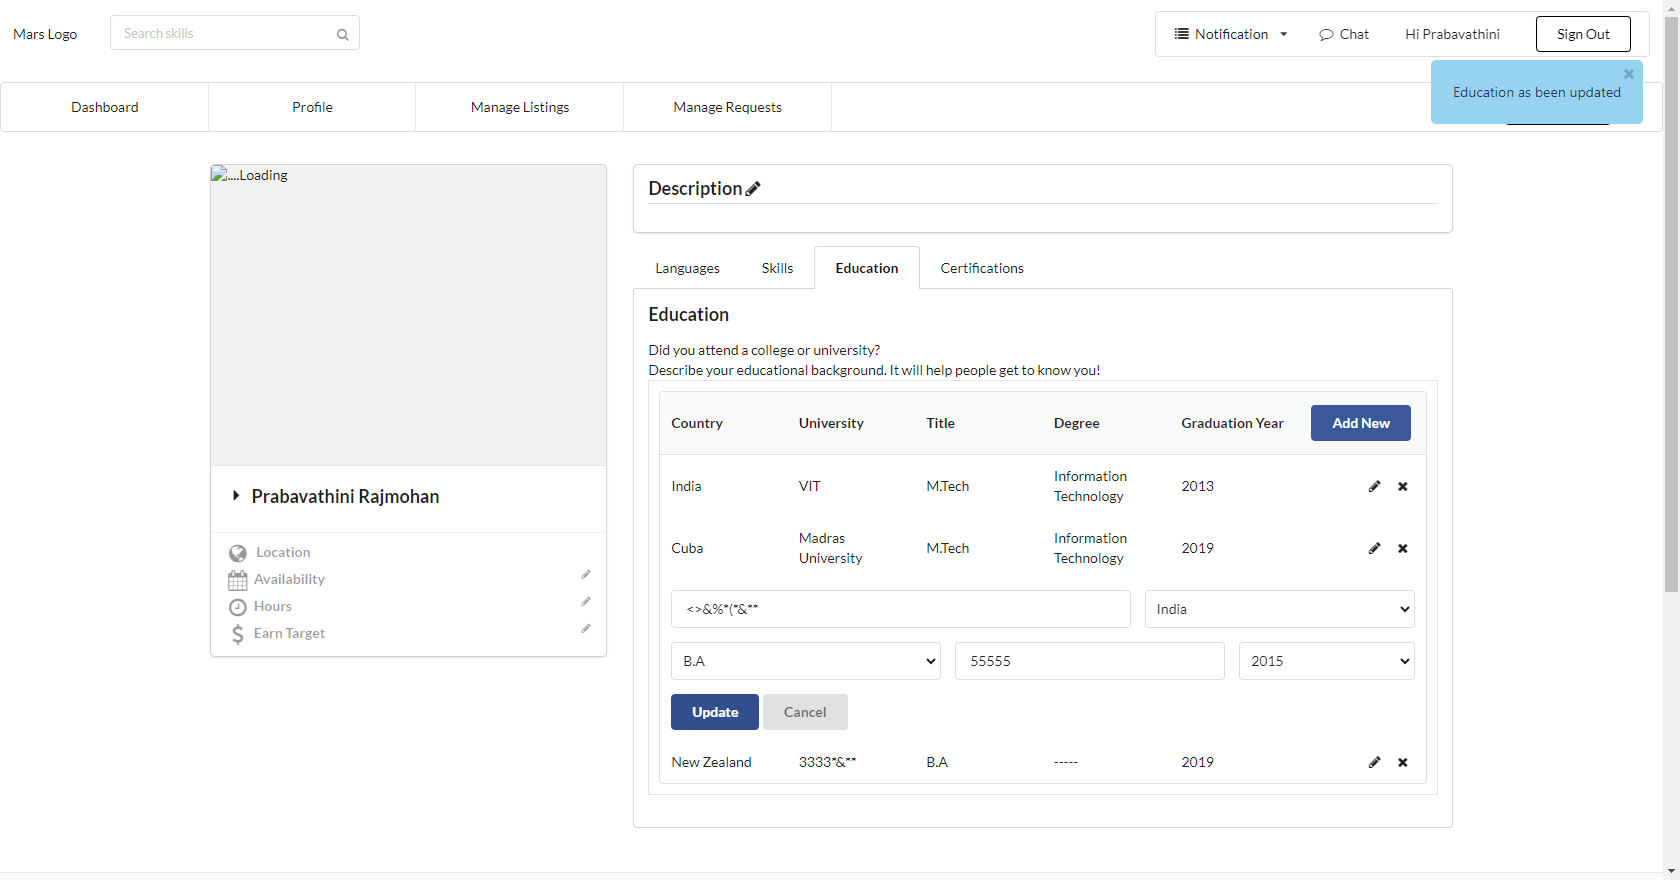 Mars Logo
Search skills
Notification
Chat
Hi Prabavathini
Sign Out
Education as been updated
Dashboard
Profile
Manage Listings
Manage Requests
....Loading
Prabavathini Rajmohan
Location
Availability
Hours
Earn Target
Description
Languages
Skills
Education
Certifications
Education
Did you attend a college or university?
Describe your educational background. It will help people get to know you!
Country University Title Degree Graduation Year Add New
India VIT M.Tech Information Technology 2013
Cuba Madras University M.Tech Information Technology 2019
<>&%*(*&**
India
B.A
55555
2015
Update
Cancel
New Zealand 3333*&** B.A ----- 2019